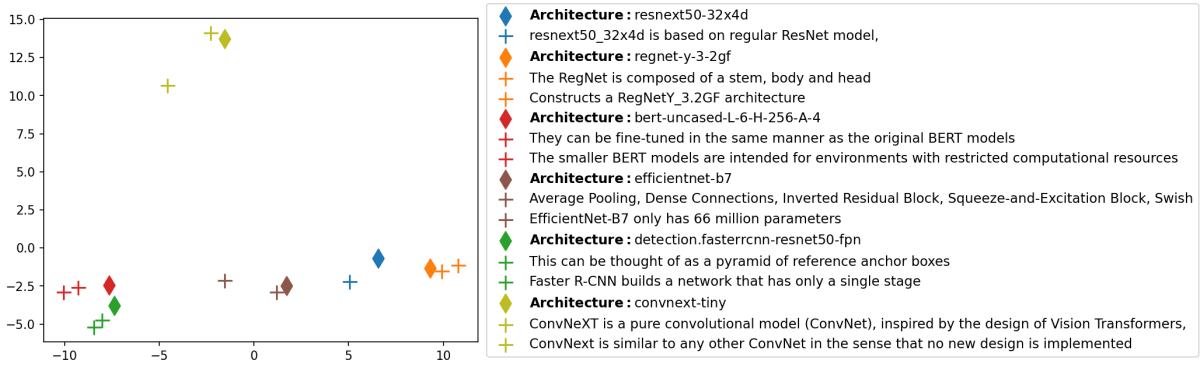 15.0
12.5
10.0
7.5
5.0
2.5
0.0
−2.5
−5.0
−10
−5
0
5
10
Architecture: resnext50-32x4d
resnext50_32x4d is based on regular ResNet model,
Architecture: regnet-y-3-2gf
The RegNet is composed of a stem, body and head
Constructs a RegNetY_3.2GF architecture
Architecture: bert-uncased-L-6-H-256-A-4
They can be fine-tuned in the same manner as the original BERT models
The smaller BERT models are intended for environments with restricted computational resources
Architecture: efficientnet-b7
Average Pooling, Dense Connections, Inverted Residual Block, Squeeze-and-Excitation Block, Swish
EfficientNet-B7 only has 66 million parameters
Architecture: detection.fasterrcnn-resnet50-fpn
This can be thought of as a pyramid of reference anchor boxes
Faster R-CNN builds a network that has only a single stage
Architecture: convnext-tiny
ConvNeXT is a pure convolutional model (ConvNet), inspired by the design of Vision Transformers,
ConvNext is similar to any other ConvNet in the sense that no new design is implemented